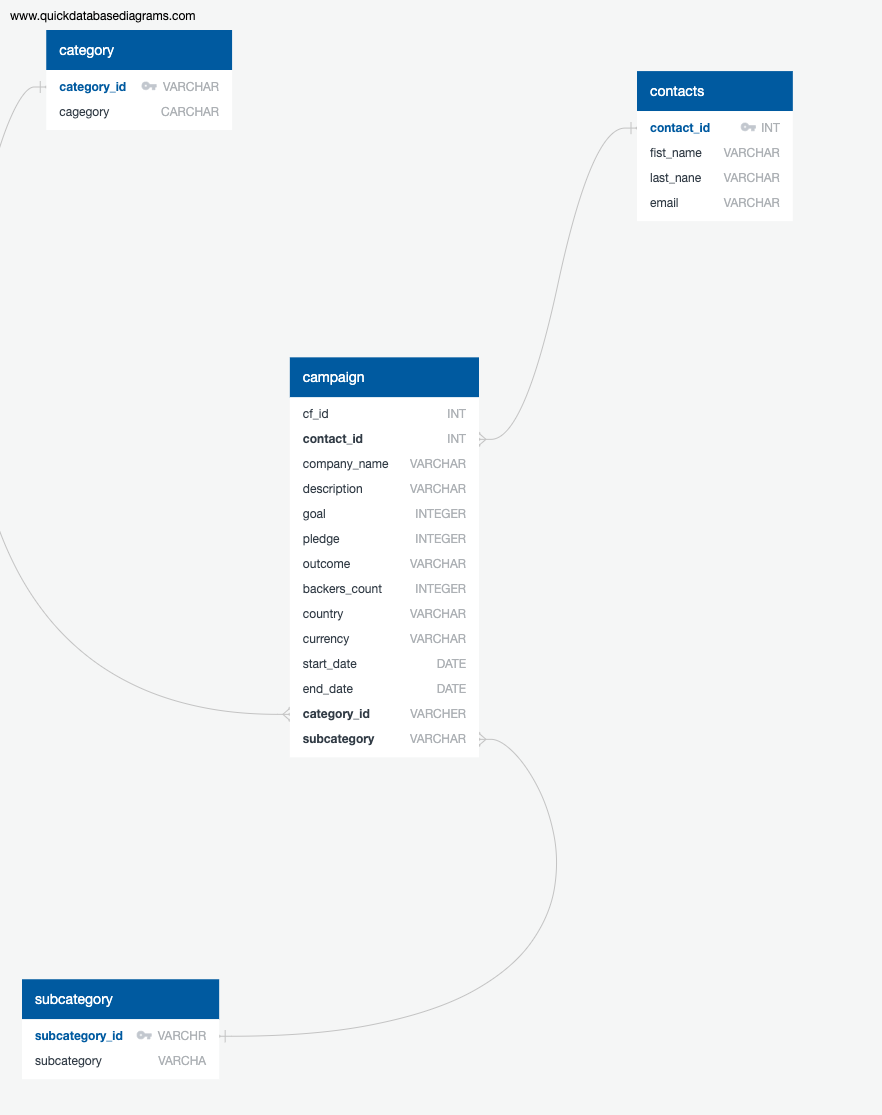 www.quickdatabasediagrams.com
category
category_id VARCHAR
cagegory CARCHAR
contacts
contact_id INT
fist_name VARCHAR
last_nane VARCHAR
email VARCHAR
campaign
cf_id INT
contact_id INT
company_name VARCHAR
description VARCHAR
goal INTEGER
pledge INTEGER
outcome VARCHAR
backers_count INTEGER
country VARCHAR
currency VARCHAR
start_date DATE
end_date DATE
category_id VARCHER
subcategory VARCHAR
subcategory
subcategory_id VARCHR
subcategory VARCHA